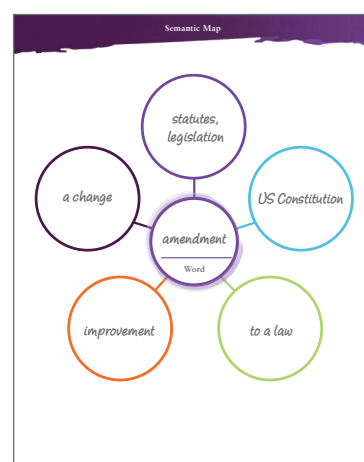 Semantic Map
statutes,
legislation
a change
US Constitution
amendment
Word
improvement
to a law